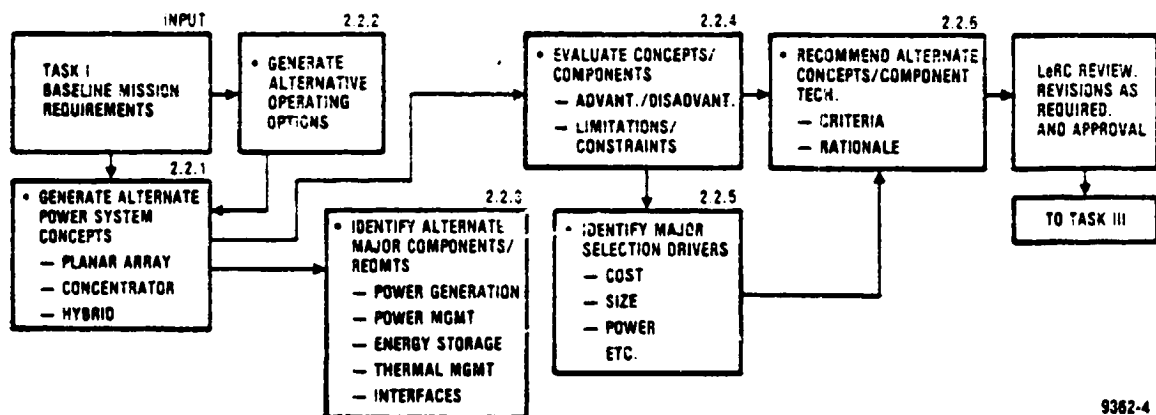 INPUT
TASK I
BASELINE MISSION
REQUIREMENTS
2.2.2
• GENERATE
ALTERNATIVE
OPERATING
OPTIONS
2.2.1
• GENERATE ALTERNATE
POWER SYSTEM
CONCEPTS
— PLANAR ARRAY
— CONCENTRATOR
— HYBRID
2.2.3
• IDENTIFY ALTERNATE
MAJOR COMPONENTS/
REQMTS
— POWER GENERATION
— POWER MGMT
— ENERGY STORAGE
— THERMAL MGMT
— INTERFACES
2.2.4
• EVALUATE CONCEPTS/
COMPONENTS
— ADVANT./DISADVANT.
— LIMITATIONS/
CONSTRAINTS
2.2.5
• IDENTIFY MAJOR
SELECTION DRIVERS
— COST
— SIZE
— POWER
ETC.
2.2.6
• RECOMMEND ALTERNATE
CONCEPTS/COMPONENT
TECH.
— CRITERIA
— RATIONALE
LeRC REVIEW.
REVISIONS AS
REQUIRED.
AND APPROVAL
TO TASK III
9362-4